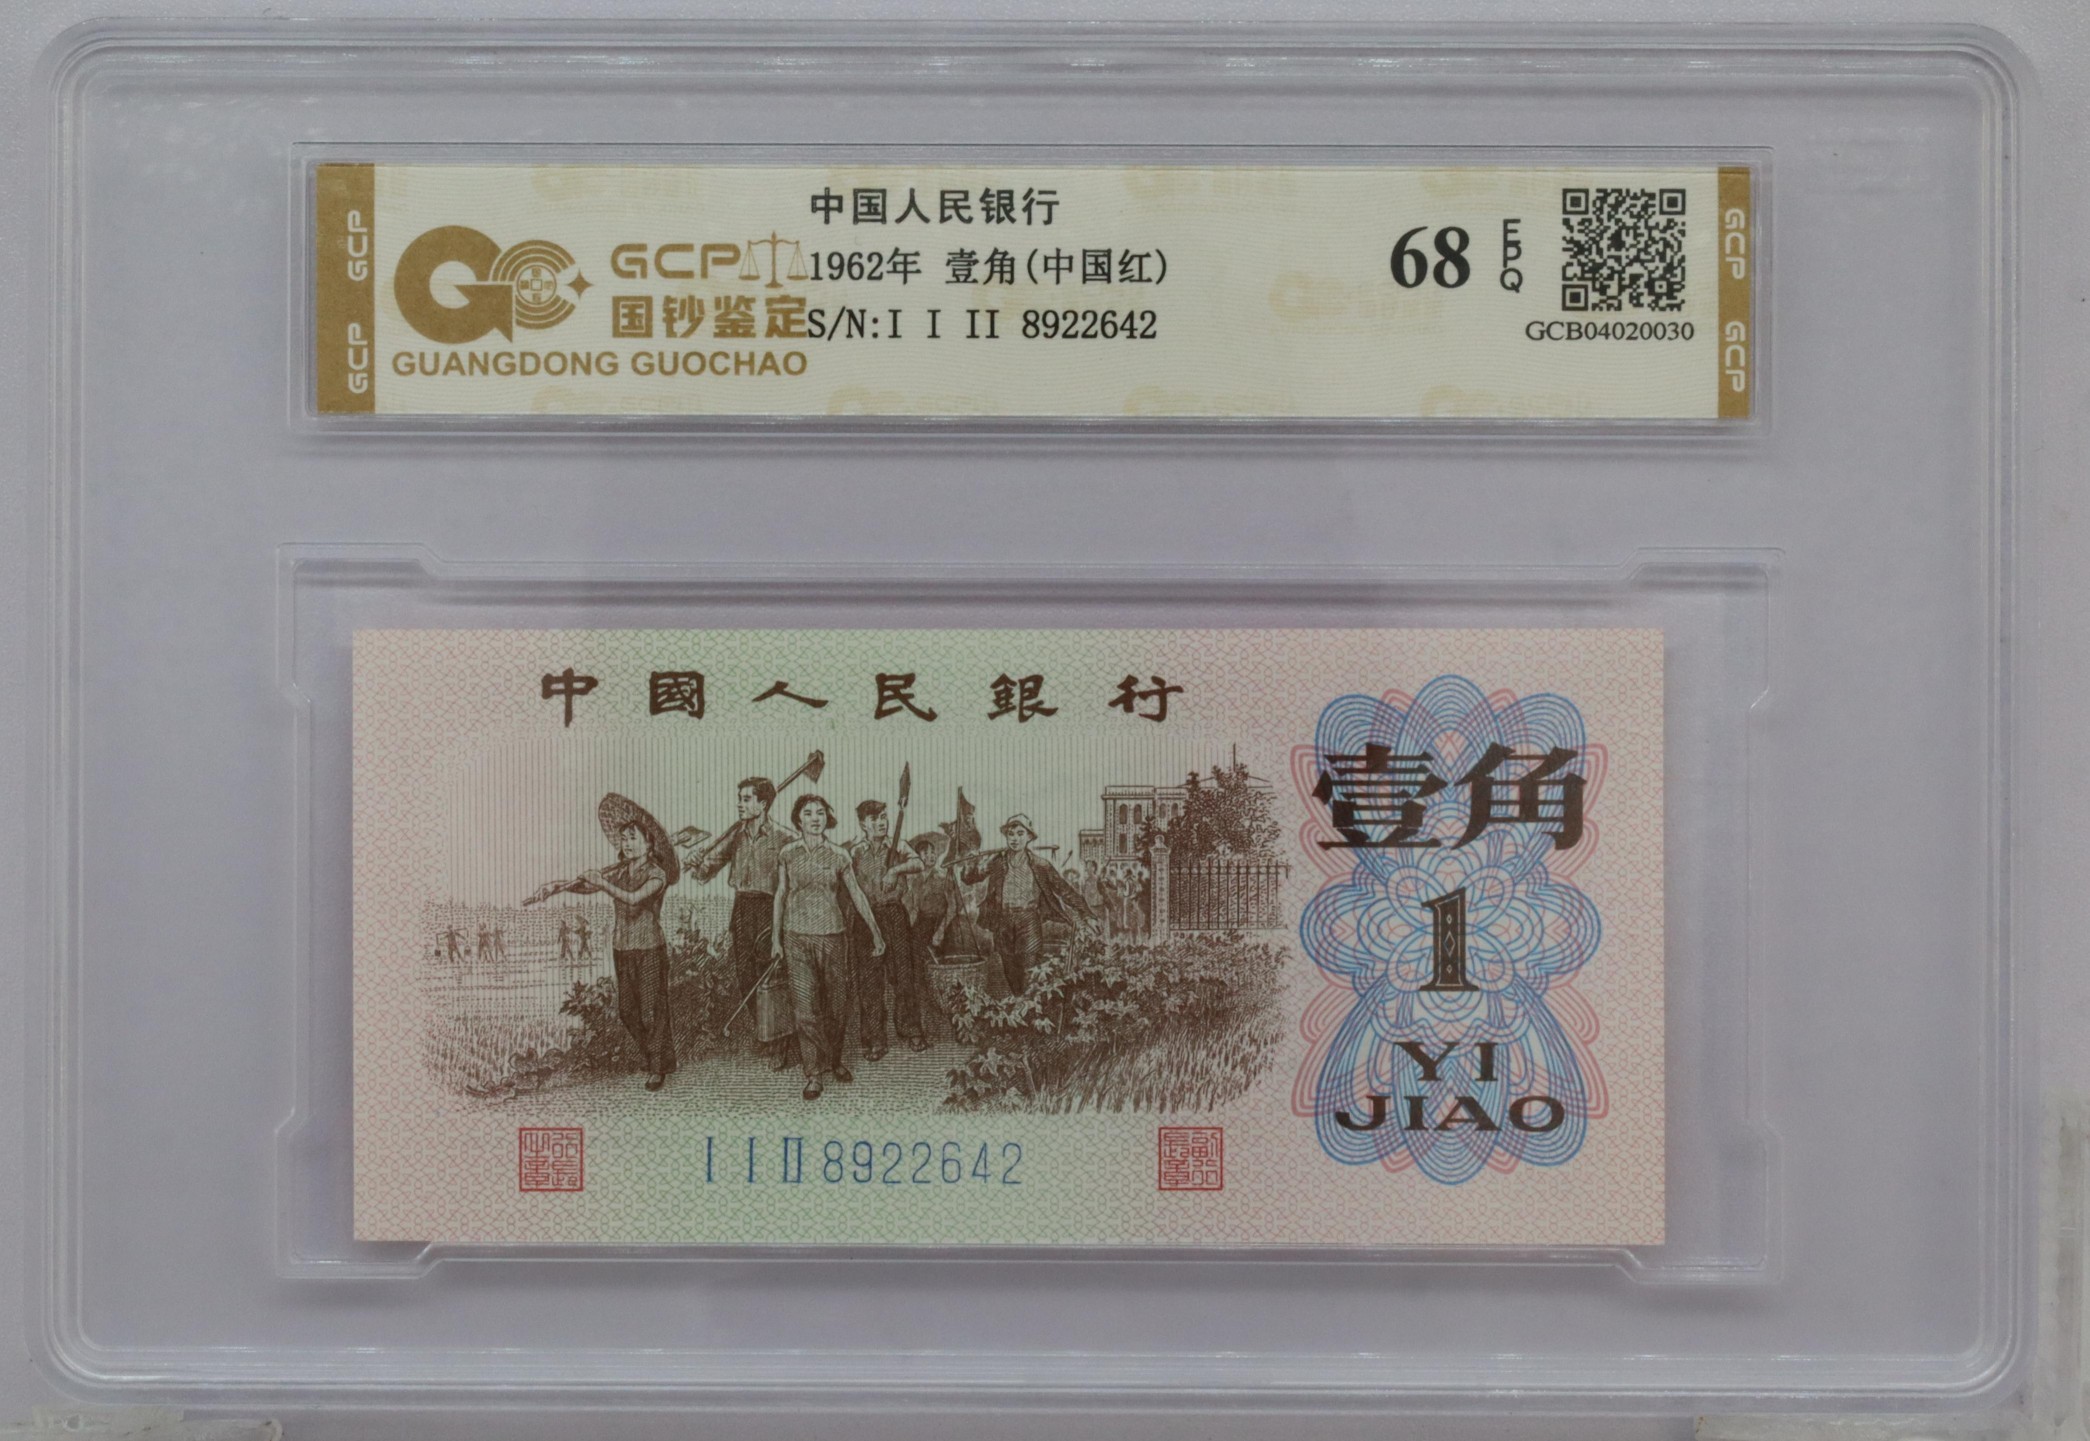 中国人民银行
GCP 1962年 壹角(中国红)
国钞鉴定 S/N:I I II 8922642
GUANGDONG GUOCHAO
68 EPQ
GCB04020030
GCP GCP
GCP GCP
中國人民銀行
壹角
1
YI
JIAO
I I II 8922642